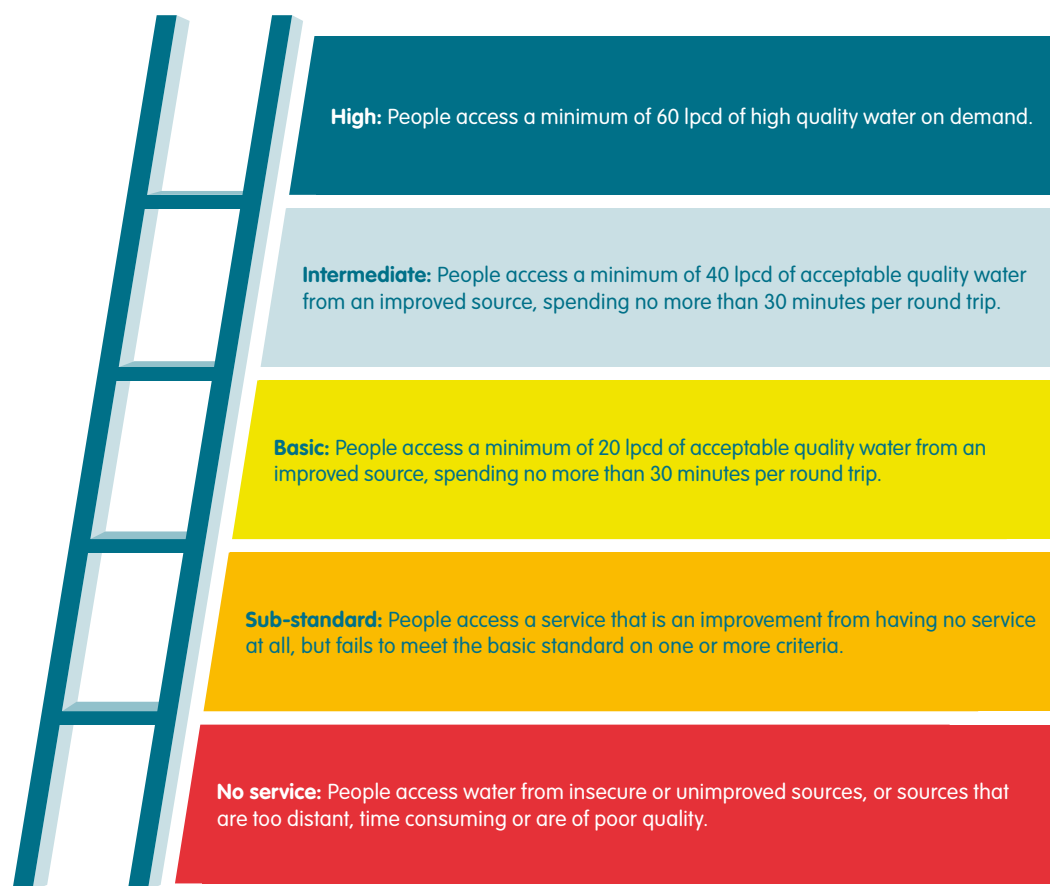 High: People access a minimum of 60 lpcd of high quality water on demand.
Intermediate: People access a minimum of 40 lpcd of acceptable quality water
from an improved source, spending no more than 30 minutes per round trip.
Basic: People access a minimum of 20 lpcd of acceptable quality water from an
improved source, spending no more than 30 minutes per round trip.
Sub-standard: People access a service that is an improvement from having no service
at all, but fails to meet the basic standard on one or more criteria.
No service: People access water from insecure or unimproved sources, or sources that
are too distant, time consuming or are of poor quality.